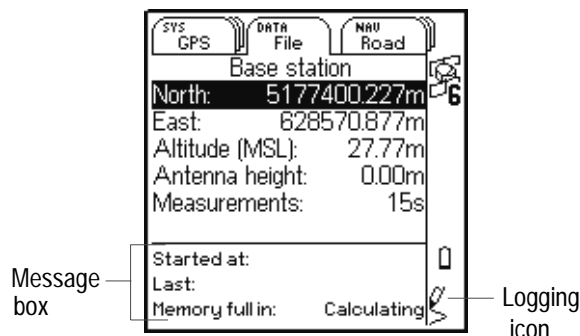 SYS GPS DATA File NAV Road
Base station
North: 5177400.227m
6
East: 628570.877m
Altitude (MSL): 27.77m
Antenna height: 0.00m
Measurements: 15s
Started at:
Last:
Memory full in: Calculating
Message box
Logging icon